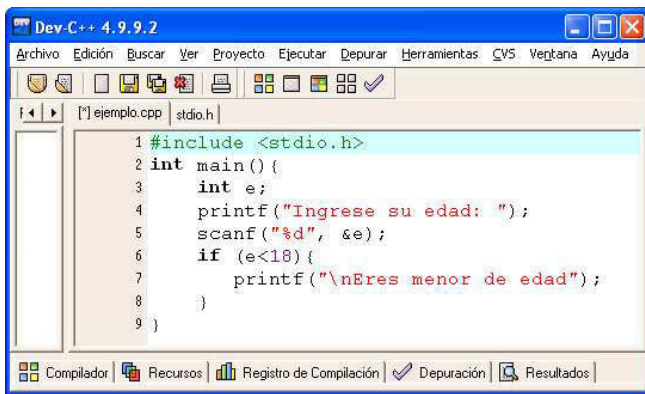 Dev-C++ 4.9.9.2
Archivo Edición Buscar Ver Proyecto Ejecutar Depurar Herramientas CVS Ventana Ayuda
[*] ejemplo.cpp stdio.h
1 #include <stdio.h>
2 int main(){
3 int e;
4 printf("Ingrese su edad: ");
5 scanf("%d", &e);
6 if (e<18){
7 printf("\nEres menor de edad");
8 }
9 }
Compilador Recursos Registro de Compilación Depuración Resultados